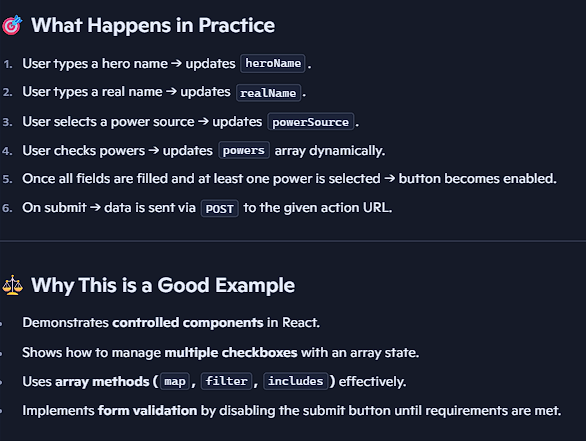 🎯 What Happens in Practice
1. User types a hero name → updates heroName.
2. User types a real name → updates realName.
3. User selects a power source → updates powerSource.
4. User checks powers → updates powers array dynamically.
5. Once all fields are filled and at least one power is selected → button becomes enabled.
6. On submit → data is sent via POST to the given action URL.
⚖️ Why This is a Good Example
• Demonstrates controlled components in React.
• Shows how to manage multiple checkboxes with an array state.
• Uses array methods (map, filter, includes) effectively.
• Implements form validation by disabling the submit button until requirements are met.